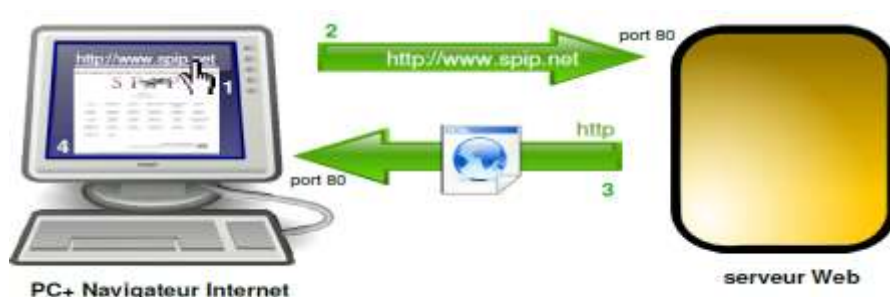 http://www.spip.net
1
4
2
http://www.spip.net
port 80
http
3
port 80
PC+ Navigateur Internet
serveur Web